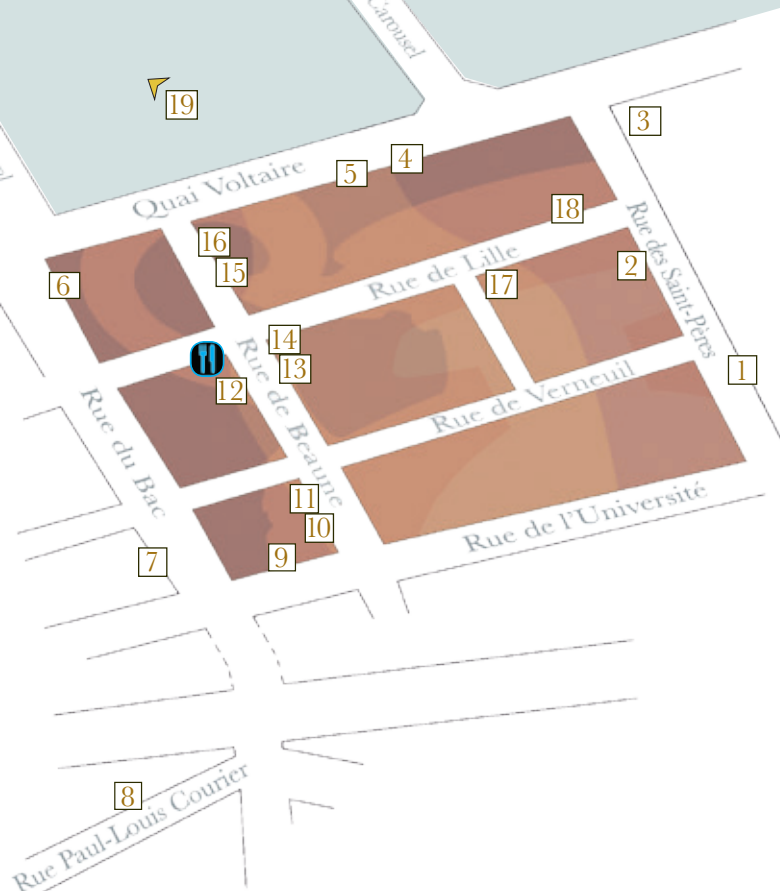 Carousel
19
3
4
5
Quai Voltaire
18
Rue des Saint-Pères
16
15
Rue de Lille
2
6
17
14
13
12
1
Rue de Beaune
Rue de Verneuil
Rue du Bac
11
10
9
Rue de l'Université
7
8
Rue Paul-Louis Courier